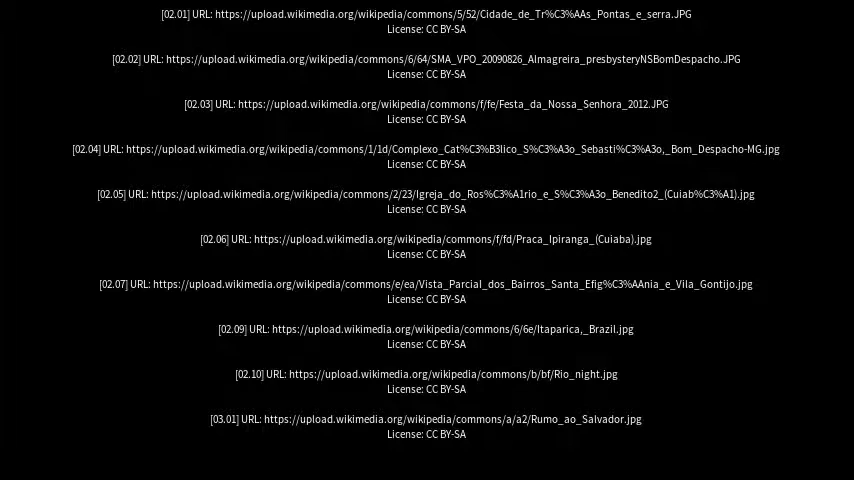 [02.01] URL: https://upload.wikimedia.org/wikipedia/commons/5/52/Cidade_de_Tr%C3%AAs_Pontas_e_serra.JPG
License: CC BY-SA
[02.02] URL: https://upload.wikimedia.org/wikipedia/commons/6/64/SMA_VPO_20090826_Almagreira_presbysteryNSBomDespacho.JPG
License: CC BY-SA
[02.03] URL: https://upload.wikimedia.org/wikipedia/commons/f/fe/Festa_da_Nossa_Senhora_2012.JPG
License: CC BY-SA
[02.04] URL: https://upload.wikimedia.org/wikipedia/commons/1/1d/Complexo_Cat%C3%B3lico_S%C3%A3o_Sebasti%C3%A3o,_Bom_Despacho-MG.jpg
License: CC BY-SA
[02.05] URL: https://upload.wikimedia.org/wikipedia/commons/2/23/Igreja_do_Ros%C3%A1rio_e_S%C3%A3o_Benedito2_(Cuiab%C3%A1).jpg
License: CC BY-SA
[02.06] URL: https://upload.wikimedia.org/wikipedia/commons/f/fd/Praca_Ipiranga_(Cuiaba).jpg
License: CC BY-SA
[02.07] URL: https://upload.wikimedia.org/wikipedia/commons/e/ea/Vista_Parcial_dos_Bairros_Santa_Efig%C3%AAnia_e_Vila_Gontijo.jpg
License: CC BY-SA
[02.09] URL: https://upload.wikimedia.org/wikipedia/commons/6/6e/Itaparica,_Brazil.jpg
License: CC BY-SA
[02.10] URL: https://upload.wikimedia.org/wikipedia/commons/b/bf/Rio_night.jpg
License: CC BY-SA
[03.01] URL: https://upload.wikimedia.org/wikipedia/commons/a/a2/Rumo_ao_Salvador.jpg
License: CC BY-SA